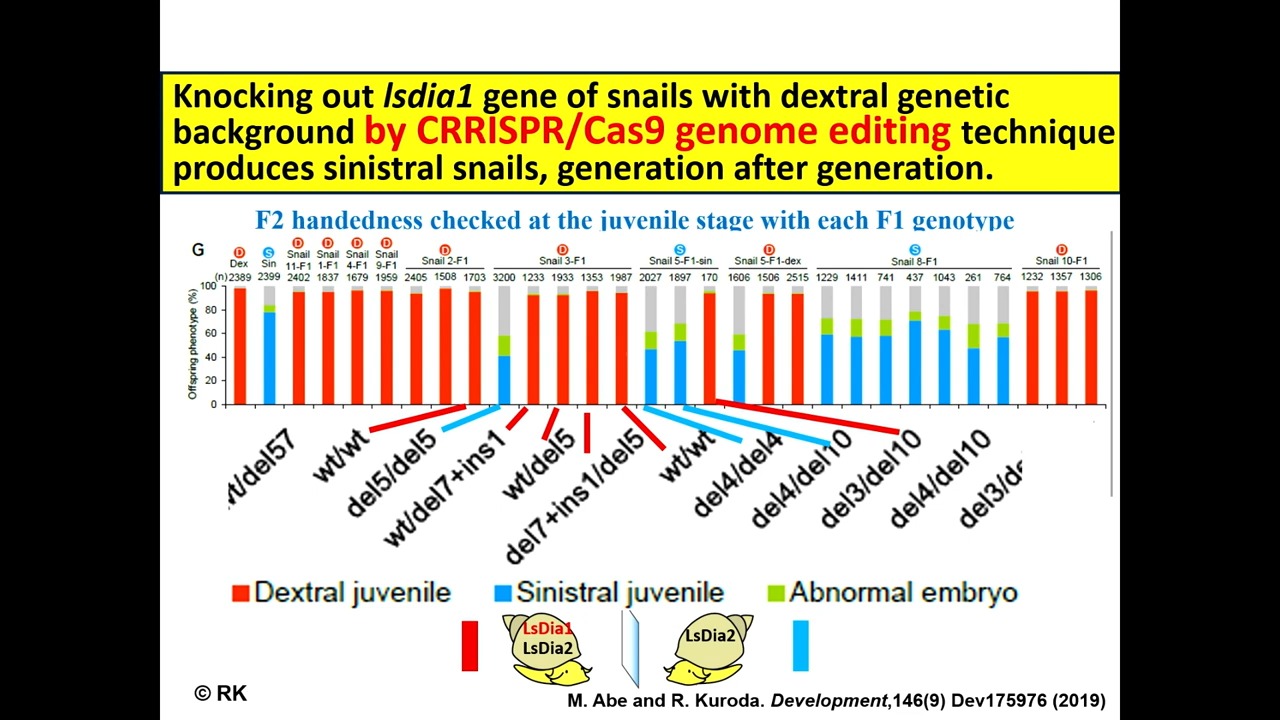 Knocking out lsdia1 gene of snails with dextral genetic
background by CRRISPR/Cas9 genome editing technique
produces sinistral snails, generation after generation.
F2 handedness checked at the juvenile stage with each F1 genotype
G
D S D D D D D D S D S D
Dex Sin Snail 11-F1 Snail 1-F1 Snail 4-F1 Snail 9-F1 Snail 2-F1 Snail 3-F1 Snail 5-F1-sin Snail 5-F1-dex Snail 8-F1 Snail 10-F1
(n) 2389 2399 2402 1837 1679 1959 2405 1508 1703 3200 1233 1933 1353 1987 2027 1897 170 1606 1506 2515 1229 1411 741 437 1043 261 764 1232 1357 1306
Offspring phenotype (%)
100
80
60
40
20
0
/del57 wt/wt del5/del5 wt/del7+ins1 wt/del5 del7+ins1/del5 wt/wt del4/del4 del4/del10 del3/del10 del4/del10 del3/
Dextral juvenile Sinistral juvenile Abnormal embryo
LsDia1
LsDia2
LsDia2
© RK
M. Abe and R. Kuroda. Development,146(9) Dev175976 (2019)